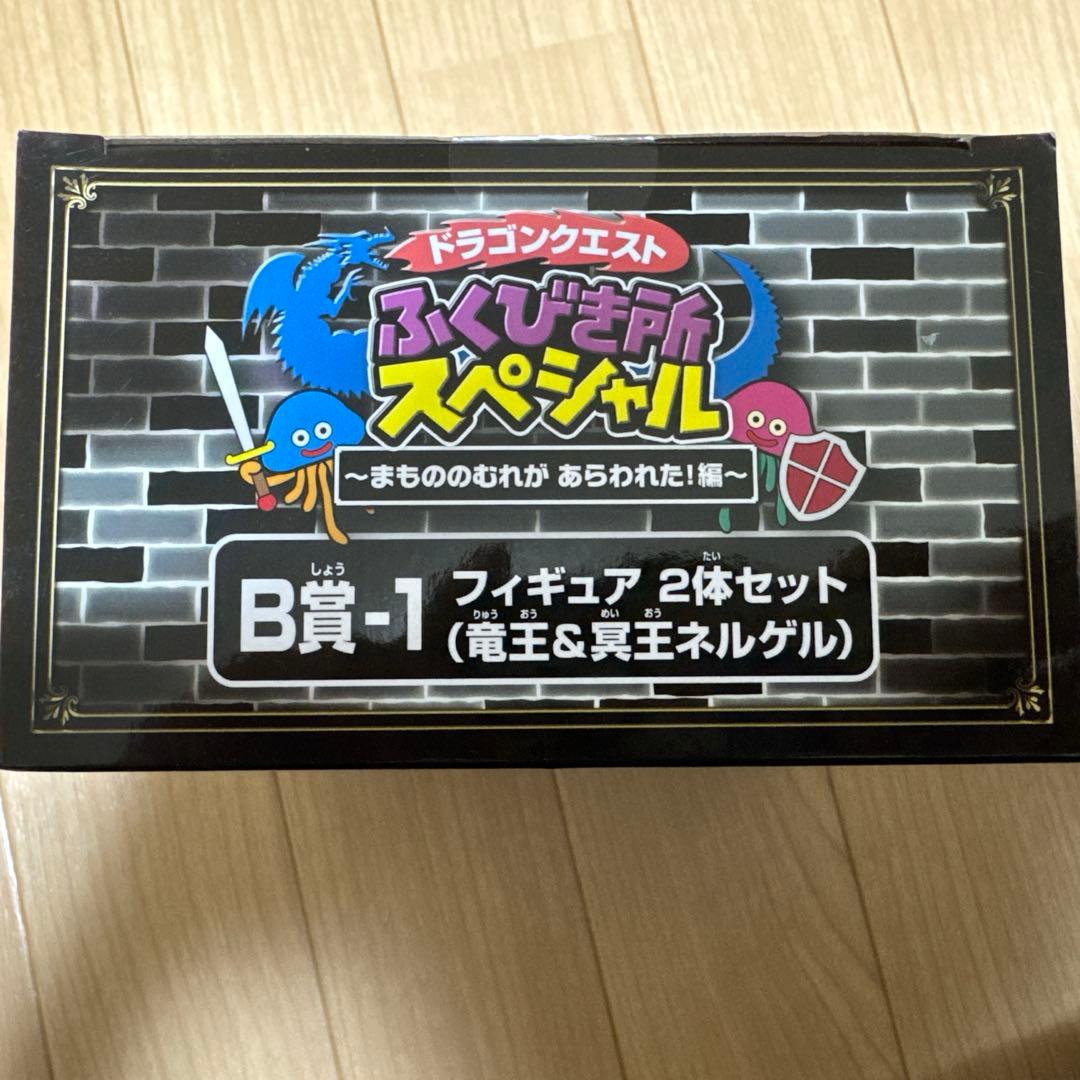 ドラゴンクエスト
ふくびき所
スペシャル
～まもののむれが あらわれた!編～
しょう
B賞-1
たい
フィギュア 2体セット
りゅう おう めい おう
(竜王&冥王ネルゲル)